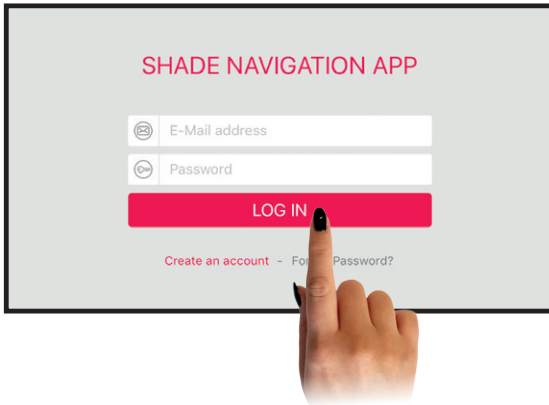 SHADE NAVIGATION APP
E-Mail address
Password
LOG IN
Create an account - Password?